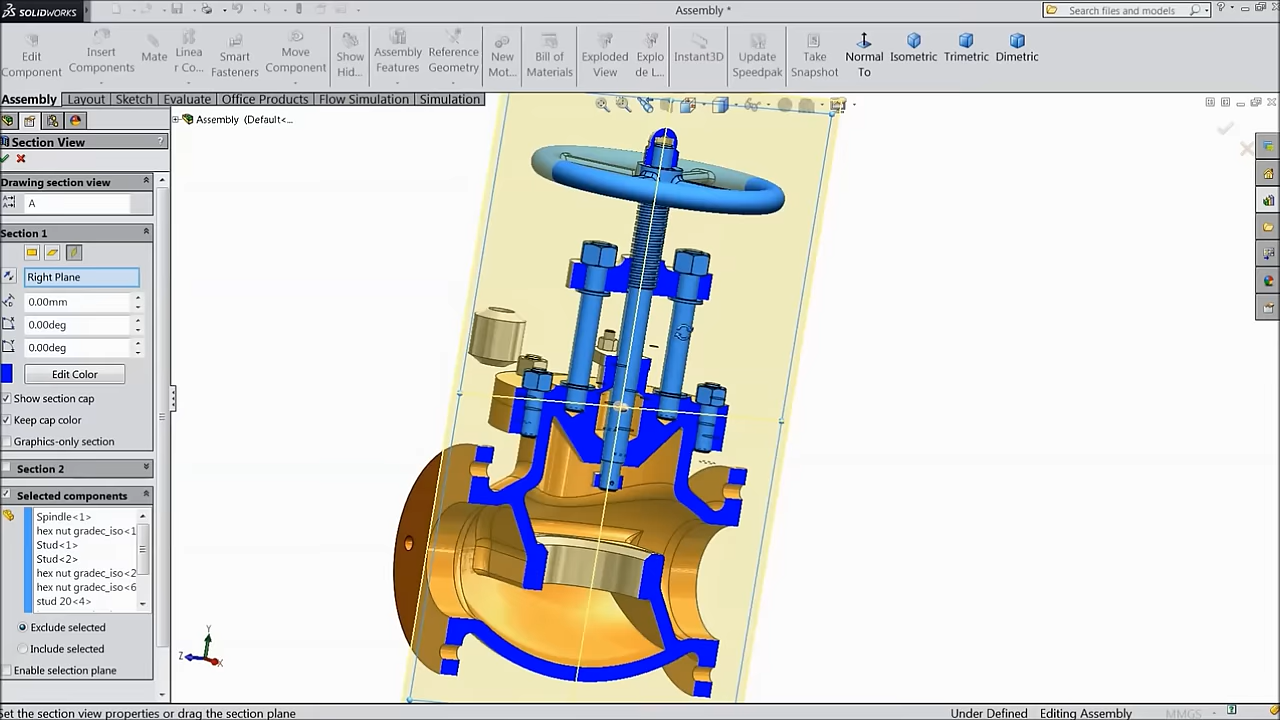 SOLIDWORKS
Assembly *
Search files and models
Edit Component
Insert Components
Mate
Linea r Co...
Smart Fasteners
Move Component
Show Hid...
Assembly Features
Reference Geometry
New Mot...
Bill of Materials
Exploded View
Explo de L...
Instant3D
Update Speedpak
Take Snapshot
Normal To
Isometric
Trimetric
Dimetric
Assembly Layout Sketch Evaluate Office Products Flow Simulation Simulation
Assembly (Default<...
Section View ?
Drawing section view
A
Section 1
Right Plane
0.00mm
0.00deg
0.00deg
Edit Color
Show section cap
Keep cap color
Graphics-only section
Section 2
Selected components
Spindle<1>
hex nut gradec_iso<1
Stud<1>
Stud<2>
hex nut gradec_iso<2
hex nut gradec_iso<6
stud 20<4>
Exclude selected
Include selected
Enable selection plane
Y
Z
X
Set the section view properties or drag the section plane
Under Defined Editing Assembly MMGS